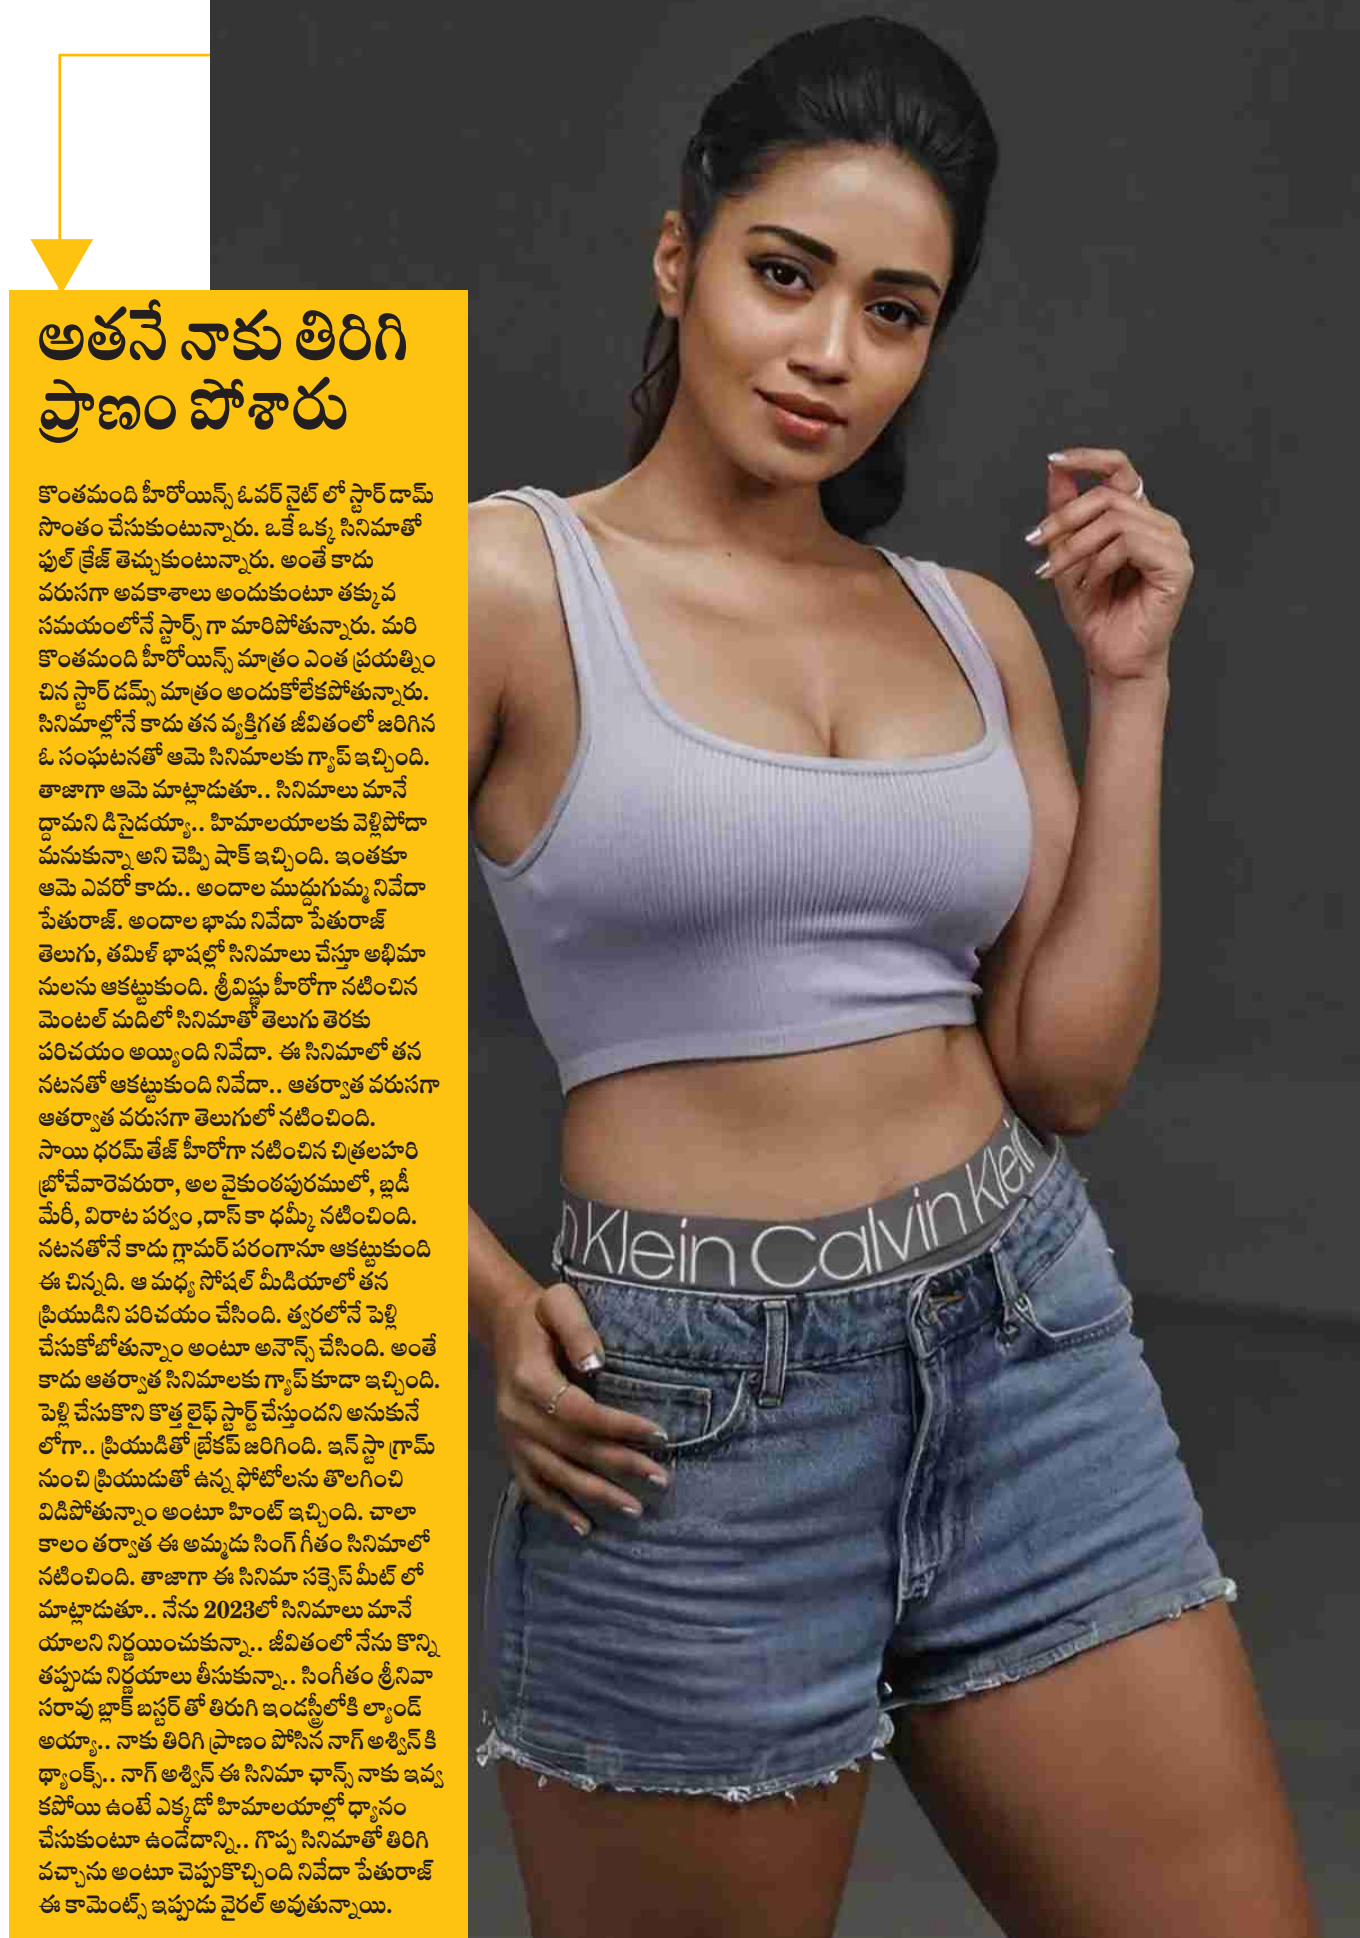 అతనే నాకు తిరిగి
ప్రాణం పోశారు
కొంతమంది హీరోయిన్స్ ఓవర్ నైట్ లో స్టార్ డామ్
సొంతం చేసుకుంటున్నారు. ఒకే ఒక్క సినిమాతో
ఫుల్ క్రేజ్ తెచ్చుకుంటున్నారు. అంతే కాదు
వరుసగా అవకాశాలు అందుకుంటూ తక్కువ
సమయంలోనే స్టార్స్ గా మారిపోతున్నారు. మరి
కొంతమంది హీరోయిన్స్ మాత్రం ఎంత ప్రయత్నిం
చిన స్టార్ డమ్స్ మాత్రం అందుకోలేకపోతున్నారు.
సినిమాల్లోనే కాదు తన వ్యక్తిగత జీవితంలో జరిగిన
ఓ సంఘటనతో ఆమె సినిమాలకు గ్యాప్ ఇచ్చింది.
తాజాగా ఆమె మాట్లాడుతూ.. సినిమాలు మానే
ద్దామని డిసైడయ్యా.. హిమాలయాలకు వెళ్లిపోదా
మనుకున్నా అని చెప్పి షాక్ ఇచ్చింది. ఇంతకూ
ఆమె ఎవరో కాదు.. అందాల ముద్దుగుమ్మ నివేదా
పేతురాజ్. అందాల భామ నివేదా పేతురాజ్
తెలుగు, తమిళ్ భాషల్లో సినిమాలు చేస్తూ అభిమా
నులను ఆకట్టుకుంది. శ్రీవిష్ణు హీరోగా నటించిన
మెంటల్ మదిలో సినిమాతో తెలుగు తెరకు
పరిచయం అయ్యింది నివేదా. ఈ సినిమాలో తన
నటనతో ఆకట్టుకుంది నివేదా.. ఆతర్వాత వరుసగా
ఆతర్వాత వరుసగా తెలుగులో నటించింది.
సాయి ధరమ్ తేజ్ హీరోగా నటించిన చిత్రలహరి
బ్రోచేవారెవరురా, అల వైకుంఠపురములో, బ్లడీ
మేరీ, విరాట పర్వం ,దాస్ కా ధమ్కీ నటించింది.
నటనతోనే కాదు గ్లామర్ పరంగానూ ఆకట్టుకుంది
ఈ చిన్నది. ఆ మధ్య సోషల్ మీడియాలో తన
ప్రియుడిని పరిచయం చేసింది. త్వరలోనే పెళ్లి
చేసుకోబోతున్నాం అంటూ అనౌన్స్ చేసింది. అంతే
కాదు ఆతర్వాత సినిమాలకు గ్యాప్ కూడా ఇచ్చింది.
పెళ్లి చేసుకొని కొత్త లైఫ్ స్టార్ట్ చేస్తుందని అనుకునే
లోగా.. ప్రియుడితో బ్రేకప్ జరిగింది. ఇన్ స్టా గ్రామ్
నుంచి ప్రియుడుతో ఉన్న ఫోటోలను తొలగించి
విడిపోతున్నాం అంటూ హింట్ ఇచ్చింది. చాలా
కాలం తర్వాత ఈ అమ్మడు సింగ్ గీతం సినిమాలో
నటించింది. తాజాగా ఈ సినిమా సక్సెస్ మీట్ లో
మాట్లాడుతూ.. నేను 2023లో సినిమాలు మానే
యాలని నిర్ణయించుకున్నా.. జీవితంలో నేను కొన్ని
తప్పుడు నిర్ణయాలు తీసుకున్నా.. సింగీతం శ్రీనివా
సరావు బ్లాక్ బస్టర్ తో తిరుగి ఇండస్ట్రీలోకి ల్యాండ్
అయ్యా.. నాకు తిరిగి ప్రాణం పోసిన నాగ్ అశ్విన్ కి
థ్యాంక్స్.. నాగ్ అశ్విన్ ఈ సినిమా ఛాన్స్ నాకు ఇవ్వ
కపోయి ఉంటే ఎక్కడో హిమాలయాల్లో ధ్యానం
చేసుకుంటూ ఉండేదాన్ని.. గొప్ప సినిమాతో తిరిగి
వచ్చాను అంటూ చెప్పుకొచ్చింది నివేదా పేతురాజ్
ఈ కామెంట్స్ ఇప్పుడు వైరల్ అవుతున్నాయి.
n Klein Calvin Klein